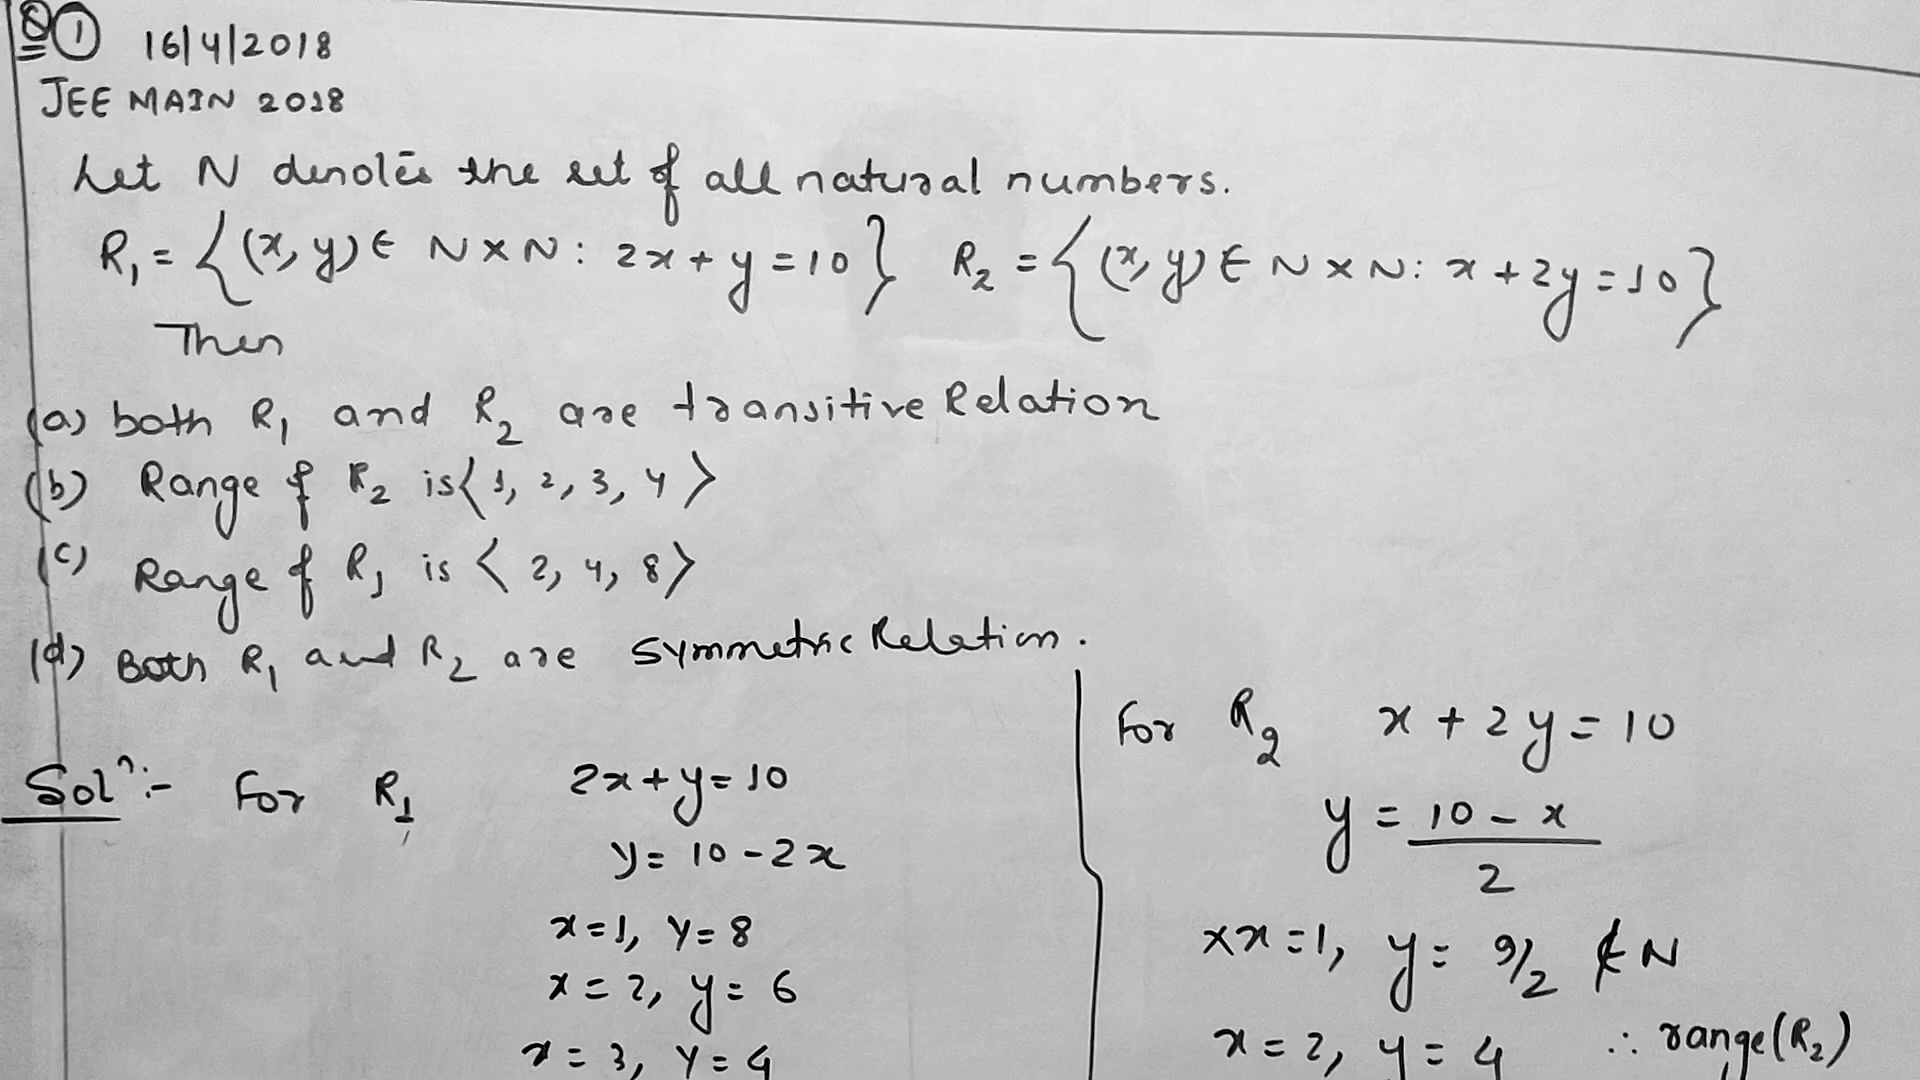 Q ① 16/4/2018
JEE MAIN 2018
Let N denotes the set of all natural numbers.
R₁ = {(x, y) ∈ N × N : 2x + y = 10} R₂ = {(x, y) ∈ N × N : x + 2y = 10}
Then
(a) both R₁ and R₂ are transitive Relation
(b) Range of R₂ is {1, 2, 3, 4}
(c) Range of R₁ is {2, 4, 8}
(d) Both R₁ and R₂ are Symmetric Relation.
Solⁿ:- For R₁ 2x + y = 10
y = 10 - 2x
x = 1, y = 8
x = 2, y = 6
x = 3, y = 4
For R₂ x + 2y = 10
y = (10 - x)/2
x x = 1, y = 9/2 ∉ N
x = 2, y = 4 ∴ range(R₂)